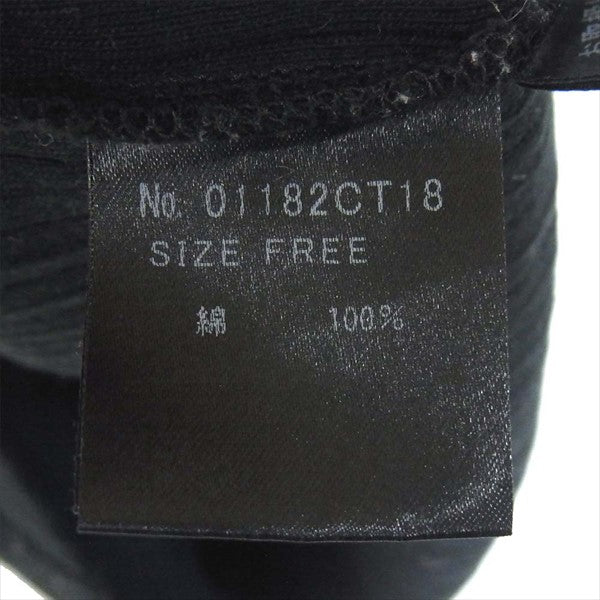 No. 01182CT18
SIZE FREE
綿 100%